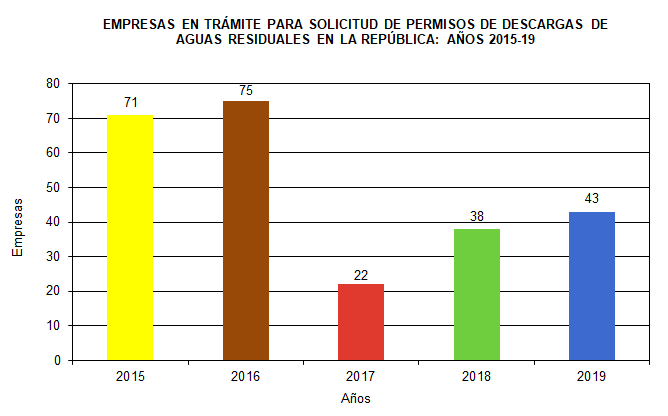 EMPRESAS EN TRÁMITE PARA SOLICITUD DE PERMISOS DE DESCARGAS DE
AGUAS RESIDUALES EN LA REPÚBLICA: AÑOS 2015-19
Empresas
80
70
60
50
40
30
20
10
0
71
75
22
38
43
2015 2016 2017 2018 2019
Años